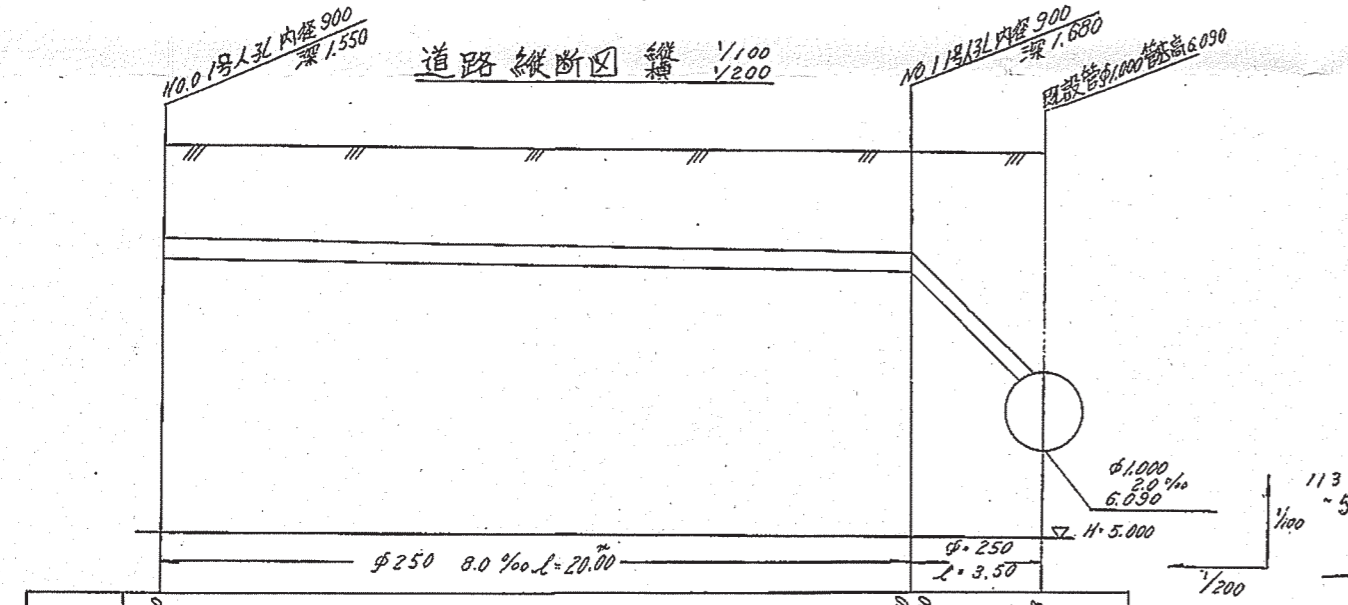 NO.0 1号人孔 内径900
深 1.550
道路縦断図 縦 1/100
横 1/200
NO 1 1号人孔 内径900
深 1.680
既設管φ1.000 管底高6.090
φ1.000
2.0 ‰
6.090
H=5.000
φ250 8.0 ‰ l=20.00m
φ=250
l=3.50
1/100
1/200
113